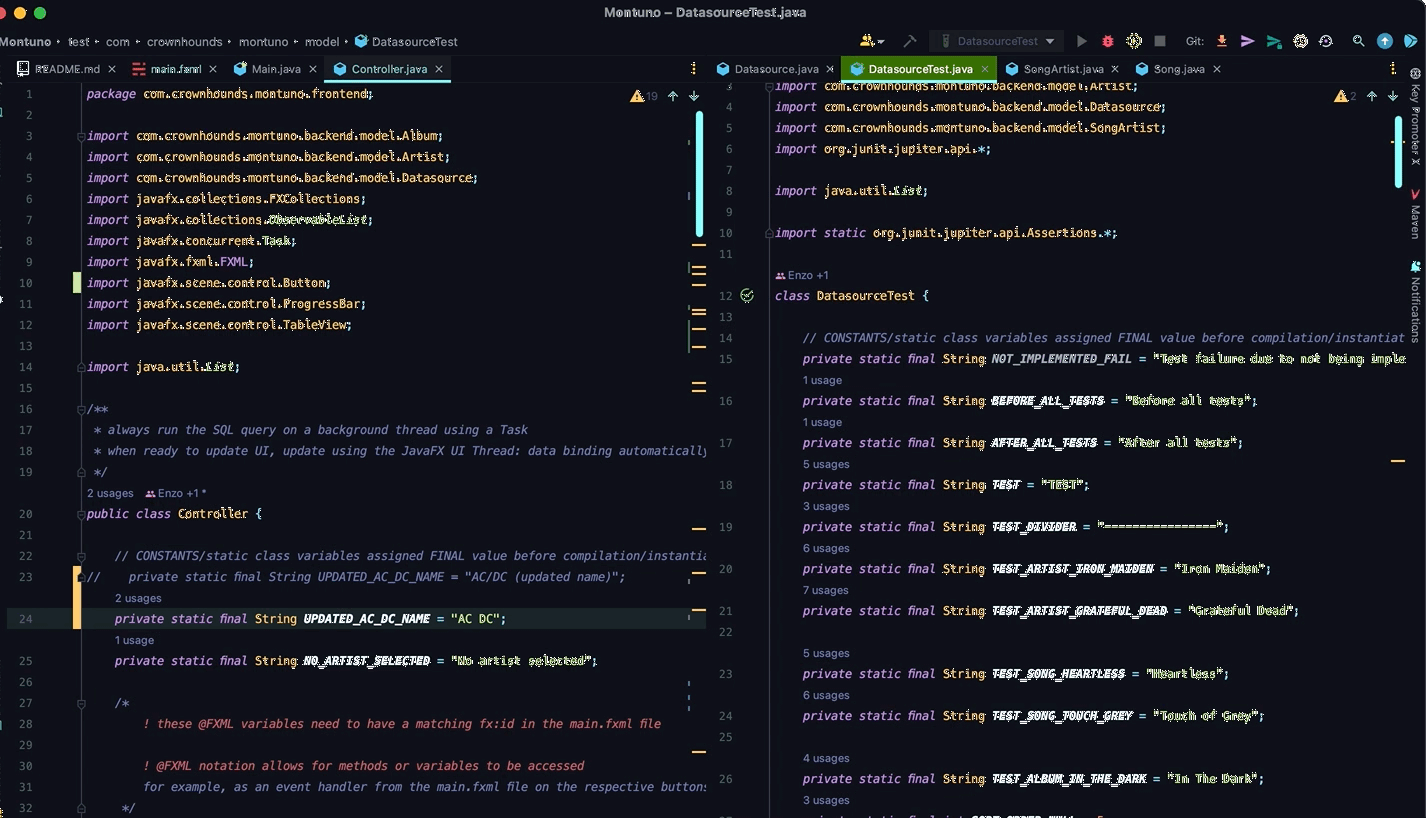 Montuno – DatasourceTest.java
Montuno test com crownhounds montuno model DatasourceTest
DatasourceTest Git:
README.md main.fxml Main.java Controller.java
1 package com.crownhounds.montuno.frontend;
2
3 import com.crownhounds.montuno.backend.model.Album;
4 import com.crownhounds.montuno.backend.model.Artist;
5 import com.crownhounds.montuno.backend.model.Datasource;
6 import javafx.collections.FXCollections;
7 import javafx.collections.ObservableList;
8 import javafx.concurrent.Task;
9 import javafx.fxml.FXML;
10 import javafx.scene.control.Button;
11 import javafx.scene.control.ProgressBar;
12 import javafx.scene.control.TableView;
13
14 import java.util.List;
15
16 /**
17 * always run the SQL query on a background thread using a Task
18 * when ready to update UI, update using the JavaFX UI Thread: data binding automatically
19 */
2 usages Enzo +1 *
20 public class Controller {
21
22 // CONSTANTS/static class variables assigned FINAL value before compilation/instantia
23 // private static final String UPDATED_AC_DC_NAME = "AC/DC (updated name)";
2 usages
24 private static final String UPDATED_AC_DC_NAME = "AC DC";
1 usage
25 private static final String NO_ARTIST_SELECTED = "No artist selected";
26
27 /*
28 ! these @FXML variables need to have a matching fx:id in the main.fxml file
29
30 ! @FXML notation allows for methods or variables to be accessed
31 for example, as an event handler from the main.fxml file on the respective buttons
32 */
19
Datasource.java DatasourceTest.java SongArtist.java Song.java
3 import com.crownhounds.montuno.backend.model.Artist;
4 import com.crownhounds.montuno.backend.model.Datasource;
5 import com.crownhounds.montuno.backend.model.SongArtist;
6 import org.junit.jupiter.api.*;
7
8 import java.util.List;
9
10 import static org.junit.jupiter.api.Assertions.*;
11
Enzo +1
12 class DatasourceTest {
13
14 // CONSTANTS/static class variables assigned FINAL value before compilation/instantiat
15 private static final String NOT_IMPLEMENTED_FAIL = "Test failure due to not being imple
1 usage
16 private static final String BEFORE_ALL_TESTS = "Before all tests";
1 usage
17 private static final String AFTER_ALL_TESTS = "After all tests";
5 usages
18 private static final String TEST = "TEST";
3 usages
19 private static final String TEST_DIVIDER = "================";
6 usages
20 private static final String TEST_ARTIST_IRON_MAIDEN = "Iron Maiden";
7 usages
21 private static final String TEST_ARTIST_GRATEFUL_DEAD = "Grateful Dead";
22
5 usages
23 private static final String TEST_SONG_HEARTLESS = "Heartless";
6 usages
24 private static final String TEST_SONG_TOUCH_GREY = "Touch of Grey";
25
4 usages
26 private static final String TEST_ALBUM_IN_THE_DARK = "In The Dark";
3 usages
2
Key Promoter X
Maven
Notifications